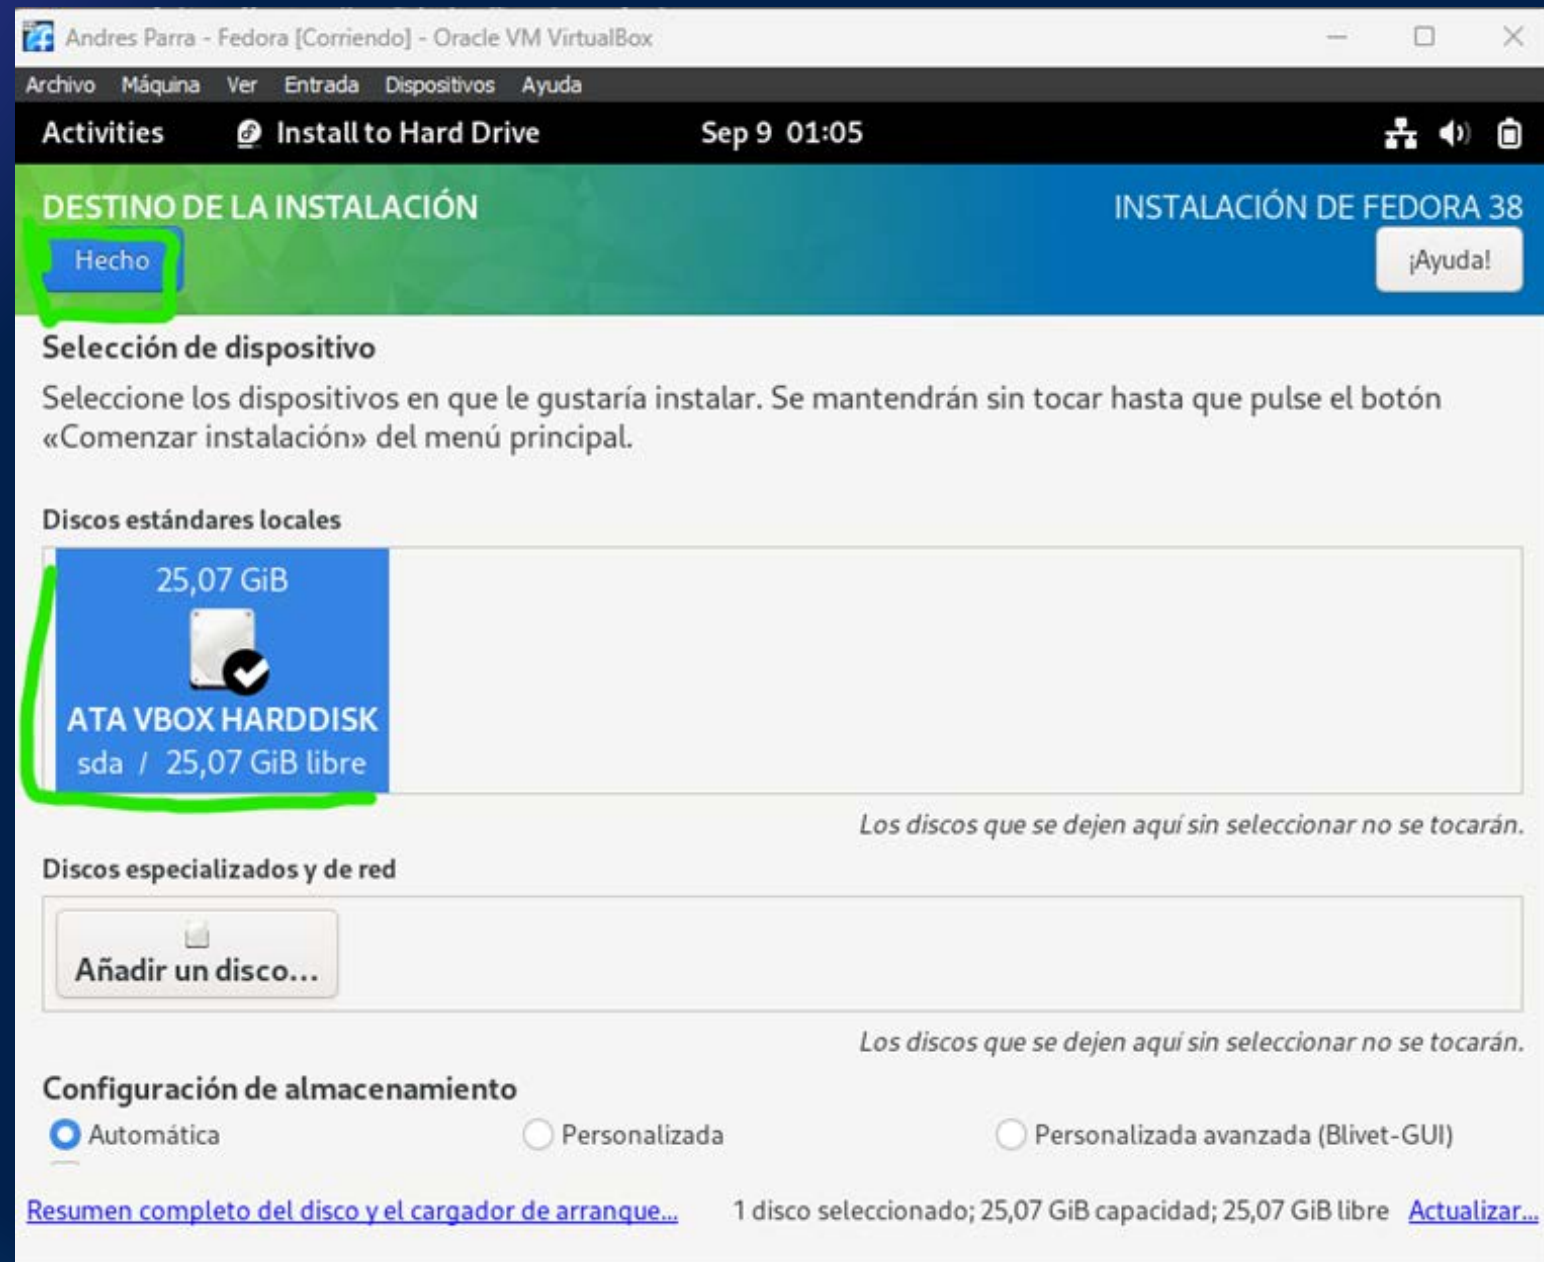 Andres Parra - Fedora [Corriendo] - Oracle VM VirtualBox
Archivo Máquina Ver Entrada Dispositivos Ayuda
Activities Install to Hard Drive Sep 9 01:05
DESTINO DE LA INSTALACIÓN INSTALACIÓN DE FEDORA 38
Hecho ¡Ayuda!
Selección de dispositivo
Seleccione los dispositivos en que le gustaría instalar. Se mantendrán sin tocar hasta que pulse el botón
«Comenzar instalación» del menú principal.
Discos estándares locales
25,07 GiB
ATA VBOX HARDDISK
sda / 25,07 GiB libre
Los discos que se dejen aquí sin seleccionar no se tocarán.
Discos especializados y de red
Añadir un disco...
Los discos que se dejen aquí sin seleccionar no se tocarán.
Configuración de almacenamiento
Automática Personalizada Personalizada avanzada (Blivet-GUI)
Resumen completo del disco y el cargador de arranque... 1 disco seleccionado; 25,07 GiB capacidad; 25,07 GiB libre Actualizar...